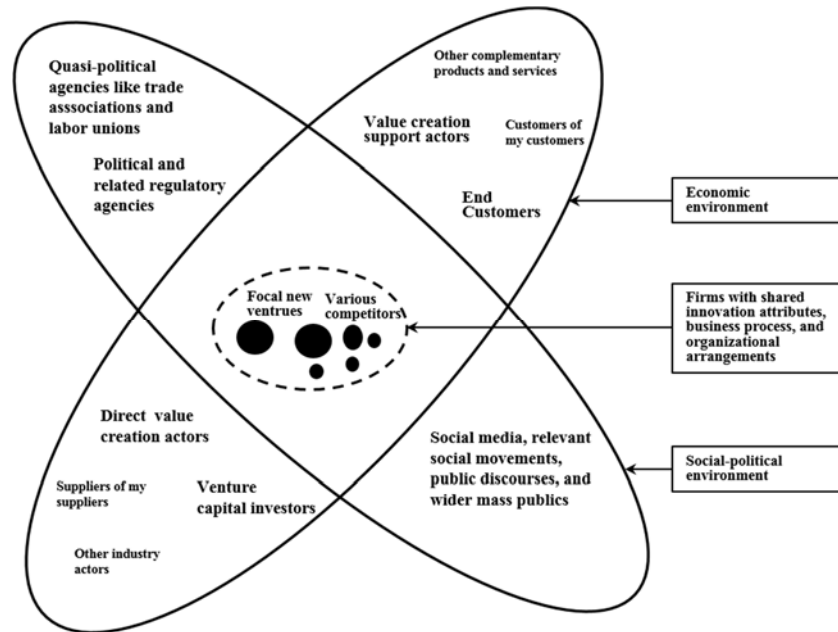 Quasi-political
agencies like trade
asssociations and
labor unions
Political and
related regulatory
agencies
Other complementary
products and services
Value creation
support actors
Customers of
my customers
End
Customers
Economic
environment
Focal new
ventrues
Various
competitors
Firms with shared
innovation attributes,
business process, and
organizational
arrangements
Direct value
creation actors
Suppliers of my
suppliers
Venture
capital investors
Other industry
actors
Social media, relevant
social movements,
public discourses, and
wider mass publics
Social-political
environment